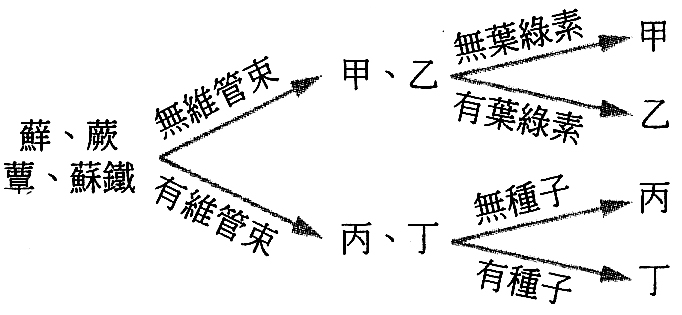 蘚、蕨
蕈、蘇鐵
無維管束
有維管束
甲、乙
丙、丁
無葉綠素
有葉綠素
無種子
有種子
甲
乙
丙
丁